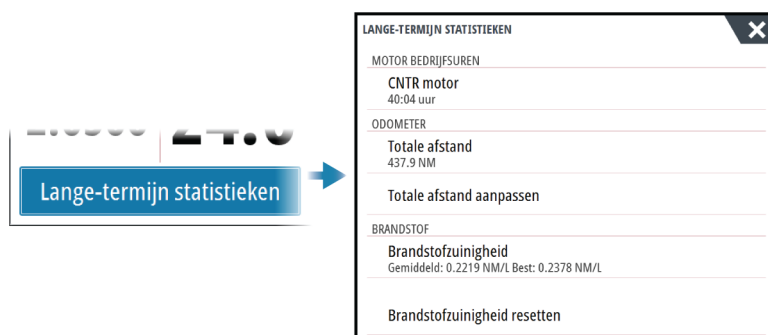 Lange-termijn statistieken
LANGE-TERMIJN STATISTIEKEN
MOTOR BEDRIJFSUREN
CNTR motor
40:04 uur
ODOMETER
Totale afstand
437.9 NM
Totale afstand aanpassen
BRANDSTOF
Brandstofzuinigheid
Gemiddeld: 0.2219 NM/L Best: 0.2378 NM/L
Brandstofzuinigheid resetten